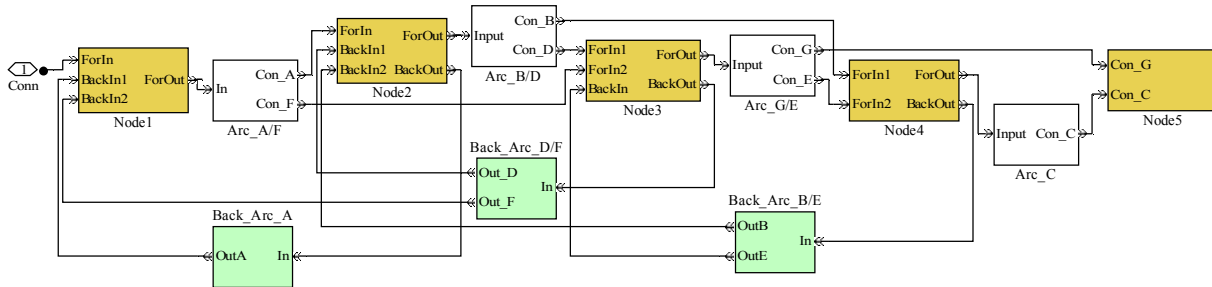 1
Conn
ForIn
BackIn1
BackIn2
ForOut
Node1
In
Con_A
Con_F
Arc_A/F
ForIn
BackIn1
BackIn2
ForOut
BackOut
Node2
Input
Con_B
Con_D
Arc_B/D
ForIn1
ForIn2
BackIn
ForOut
BackOut
Node3
Input
Con_G
Con_E
Arc_G/E
ForIn1
ForIn2
ForOut
BackOut
Node4
Input
Con_C
Arc_C
Con_G
Con_C
Node5
Back_Arc_D/F
Out_D
Out_F
In
Back_Arc_A
OutA
In
Back_Arc_B/E
OutB
OutE
In